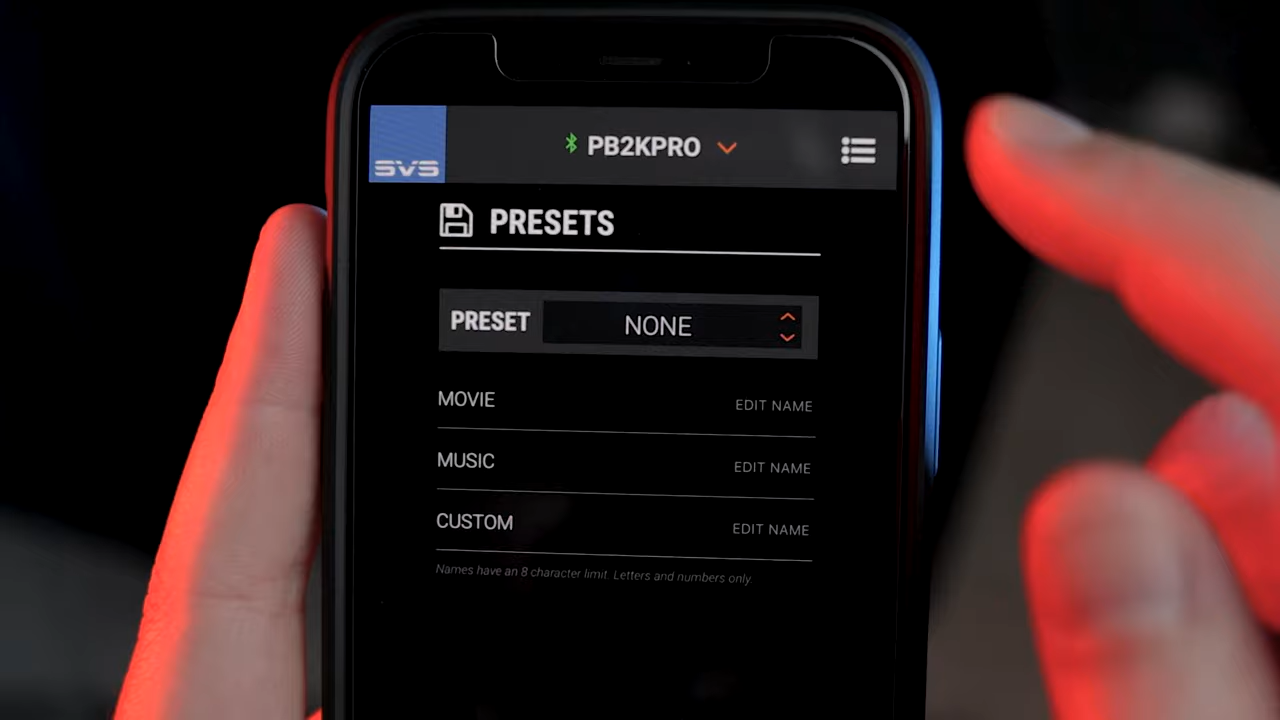 SVS
PB2KPRO
PRESETS
PRESET NONE
MOVIE EDIT NAME
MUSIC EDIT NAME
CUSTOM EDIT NAME
Names have an 8 character limit. Letters and numbers only.